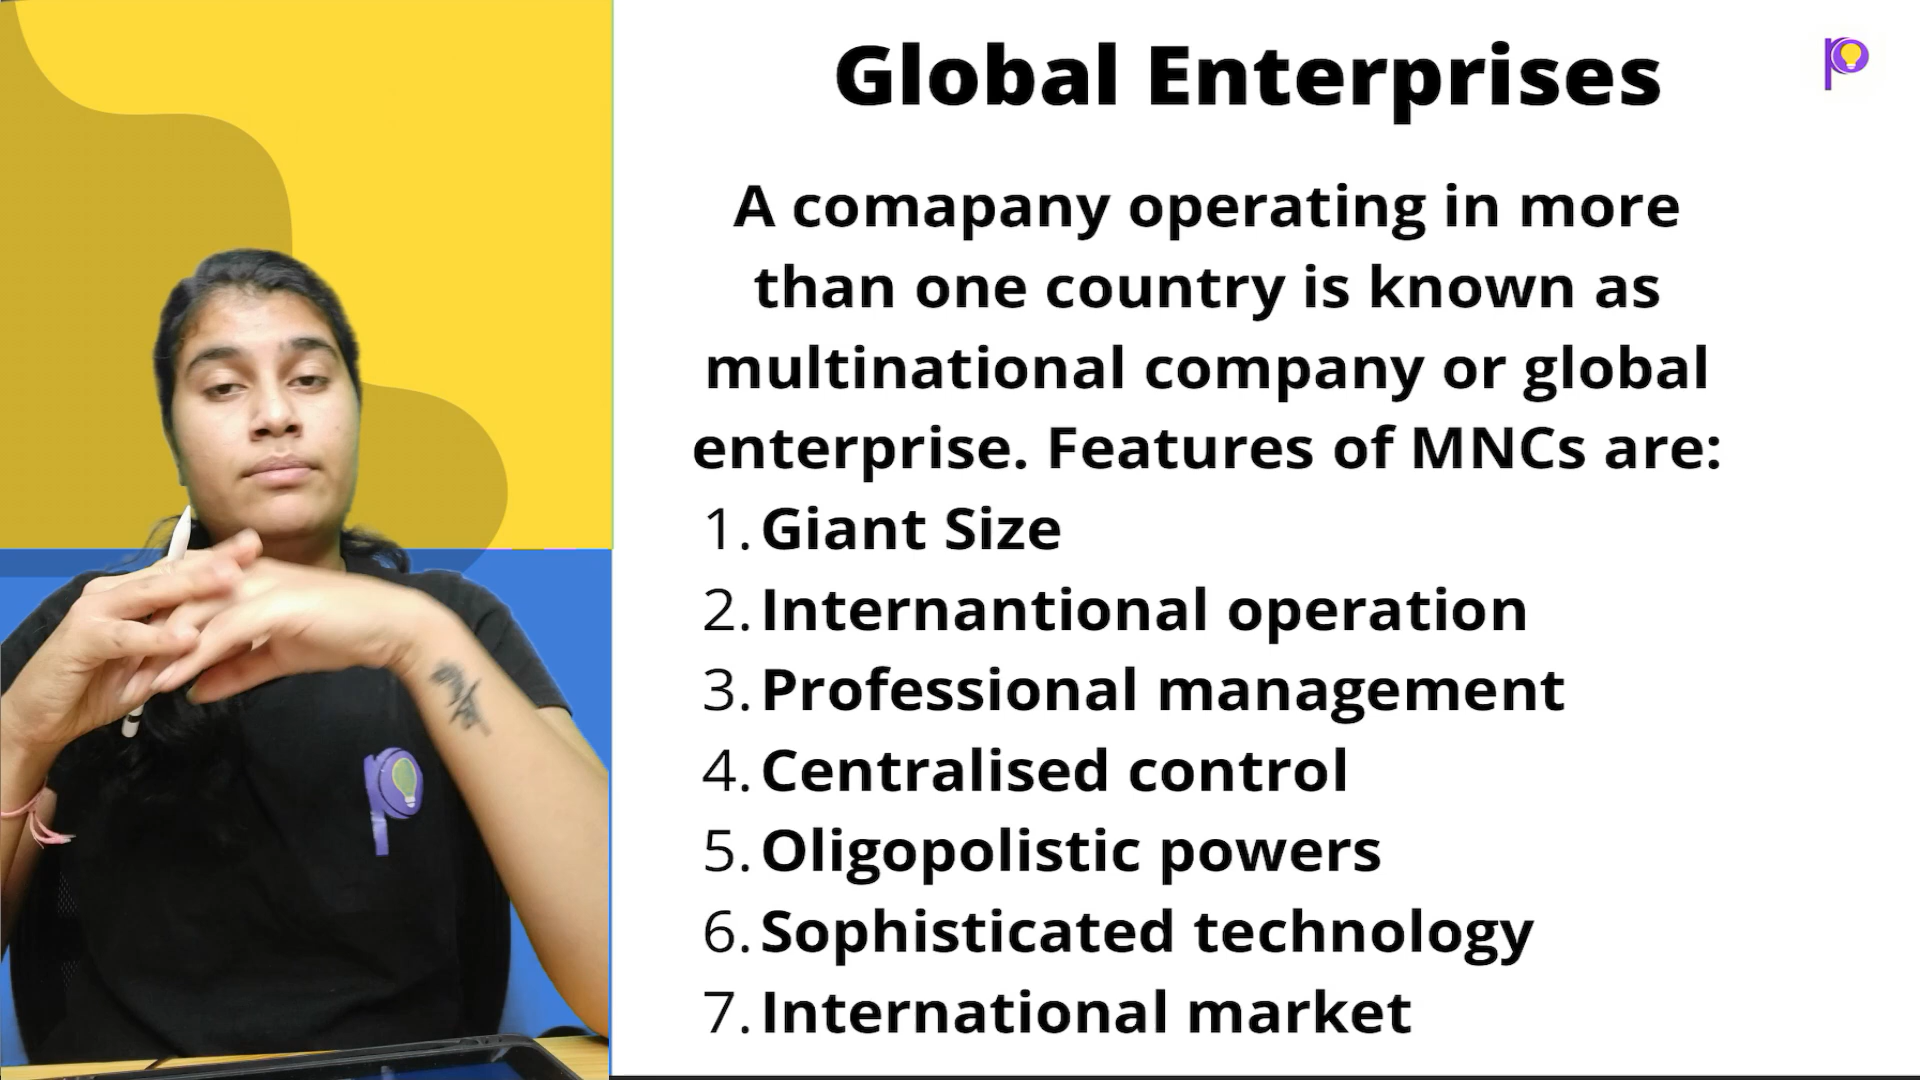 Global Enterprises
A comapany operating in more
than one country is known as
multinational company or global
enterprise. Features of MNCs are:
1. Giant Size
2. Internantional operation
3. Professional management
4. Centralised control
5. Oligopolistic powers
6. Sophisticated technology
7. International market